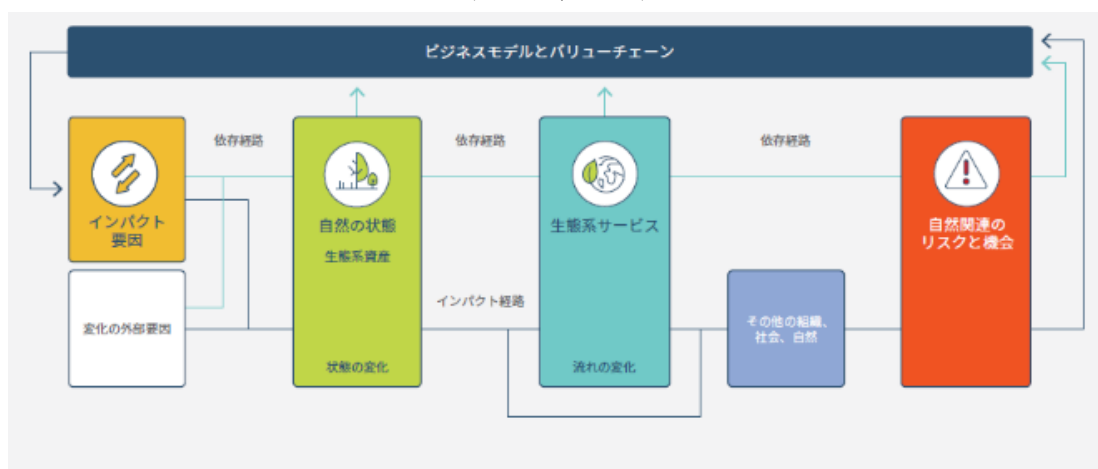 ビジネスモデルとバリューチェーン
依存経路
依存経路
依存経路
インパクト
要因
自然の状態
生態系資産
生態系サービス
自然関連の
リスクと機会
変化の外部要因
インパクト経路
その他の組織、
社会、自然
状態の変化
流れの変化